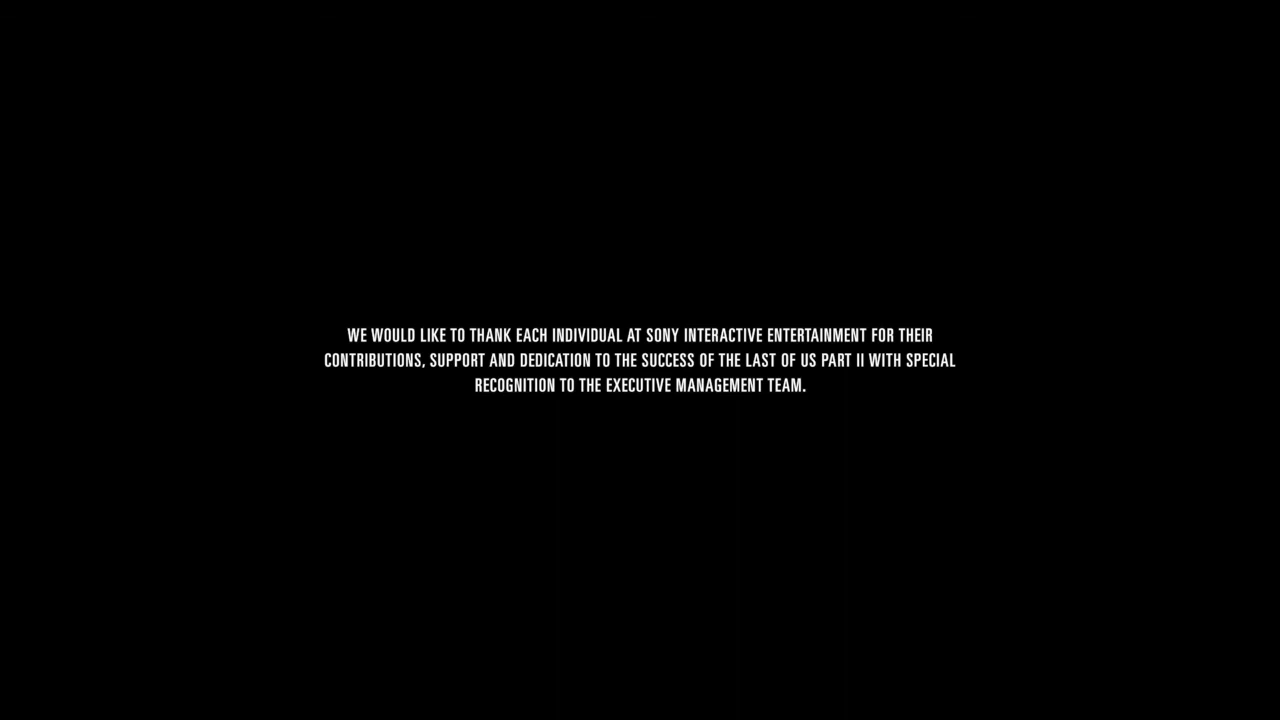 WE WOULD LIKE TO THANK EACH INDIVIDUAL AT SONY INTERACTIVE ENTERTAINMENT FOR THEIR
CONTRIBUTIONS, SUPPORT AND DEDICATION TO THE SUCCESS OF THE LAST OF US PART II WITH SPECIAL
RECOGNITION TO THE EXECUTIVE MANAGEMENT TEAM.